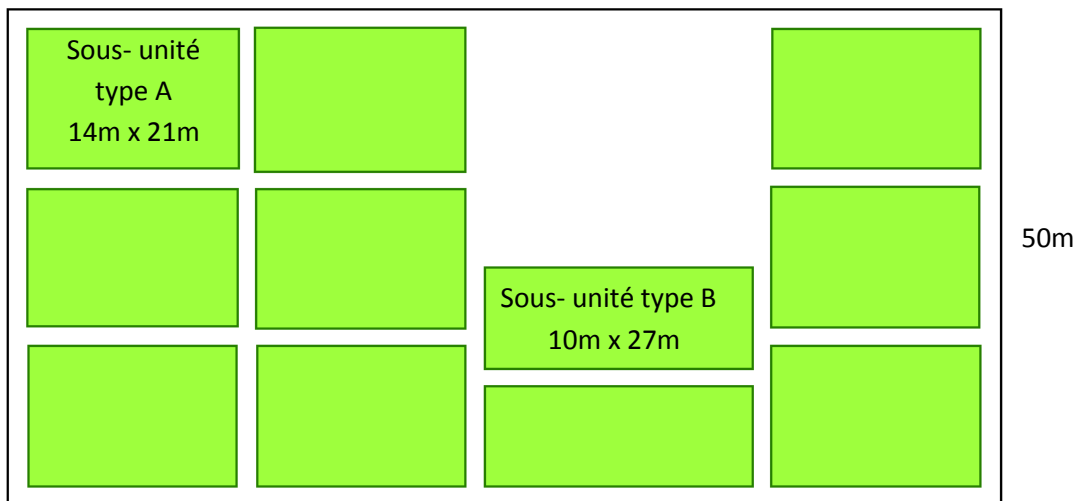 Sous- unité
type A
14m x 21m
50m
Sous- unité type B
10m x 27m